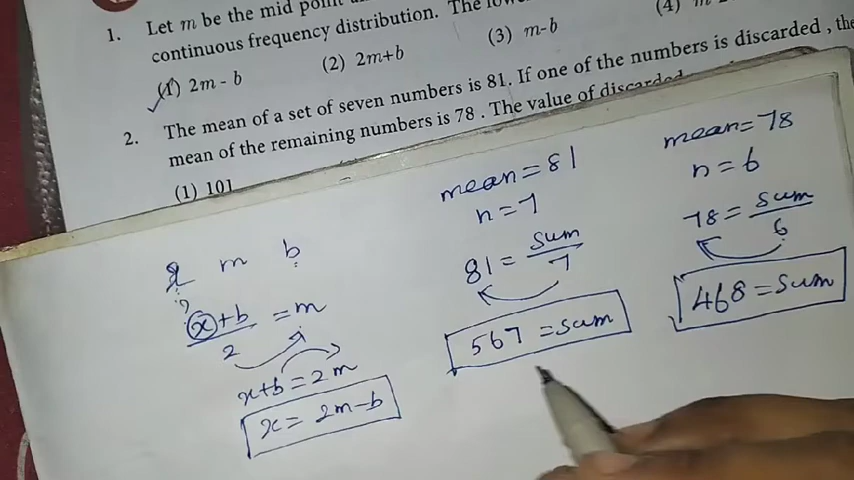 1. Let m be the mid point
continuous frequency distribution. The
(1) 2m - b
(2) 2m+b
(3) m-b
(4) m
2. The mean of a set of seven numbers is 81. If one of the numbers is discarded , the
mean of the remaining numbers is 78 . The value of discarded
(1) 101
m b
x+b/2 = m
x+b = 2m
x = 2m-b
mean = 81
n = 7
81 = sum/7
567 = sum
mean = 78
n = 6
78 = sum/6
468 = sum